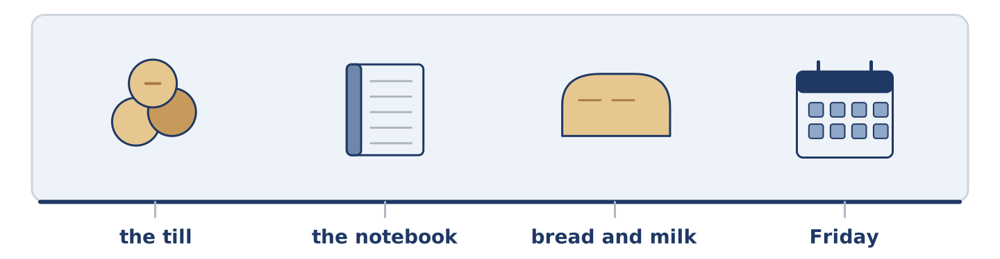 the till
the notebook
bread and milk
Friday